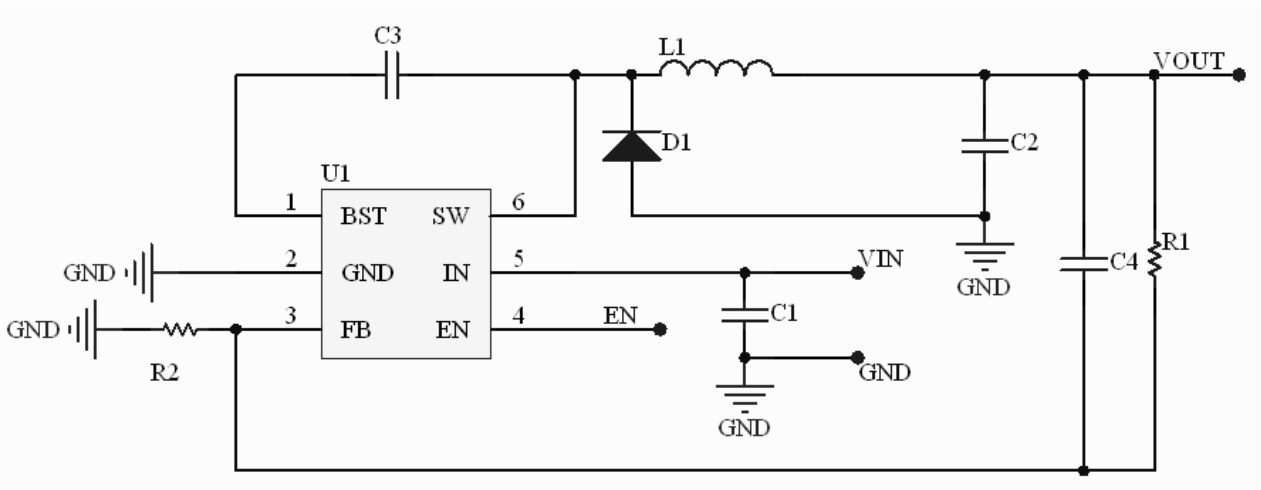 C3
L1
VOUT
D1
C2
U1
1 BST SW 6
R1
GND 2 GND IN 5 VIN
C4
GND
GND 3 FB EN 4 EN C1
R2
GND
GND